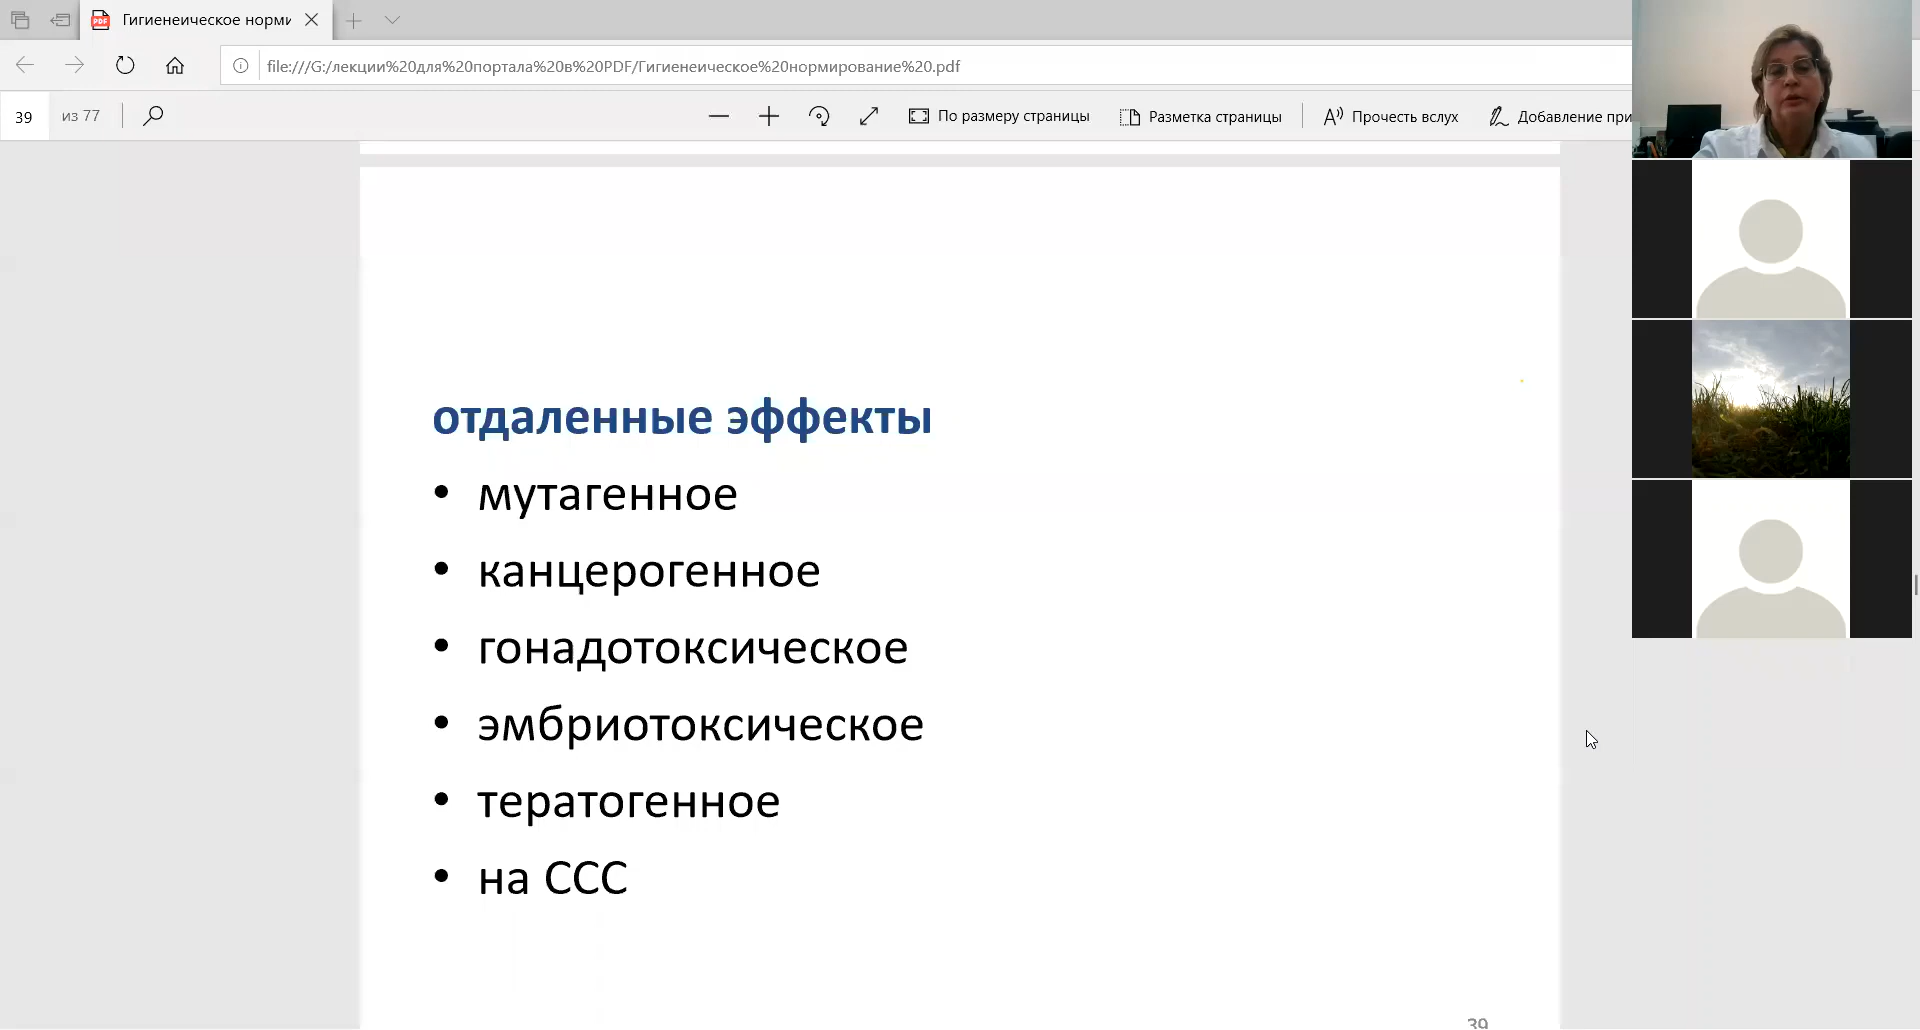 Гигиенеическое норми
file:///G:/лекции%20для%20портала%20в%20PDF/Гигиенеическое%20нормирование%20.pdf
39 из 77 По размеру страницы Разметка страницы Прочесть вслух Добавление при
отдаленные эффекты
• мутагенное
• канцерогенное
• гонадотоксическое
• эмбриотоксическое
• тератогенное
• на ССС
39